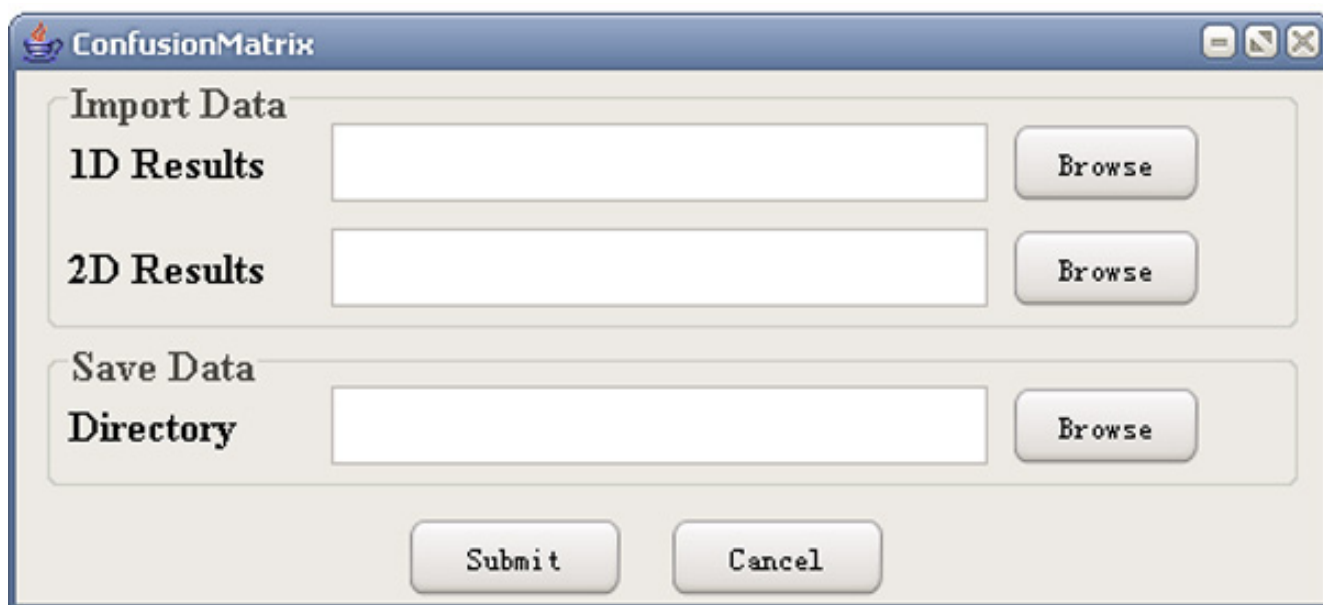 ConfusionMatrix
Import Data
1D Results Browse
2D Results Browse
Save Data
Directory Browse
Submit Cancel